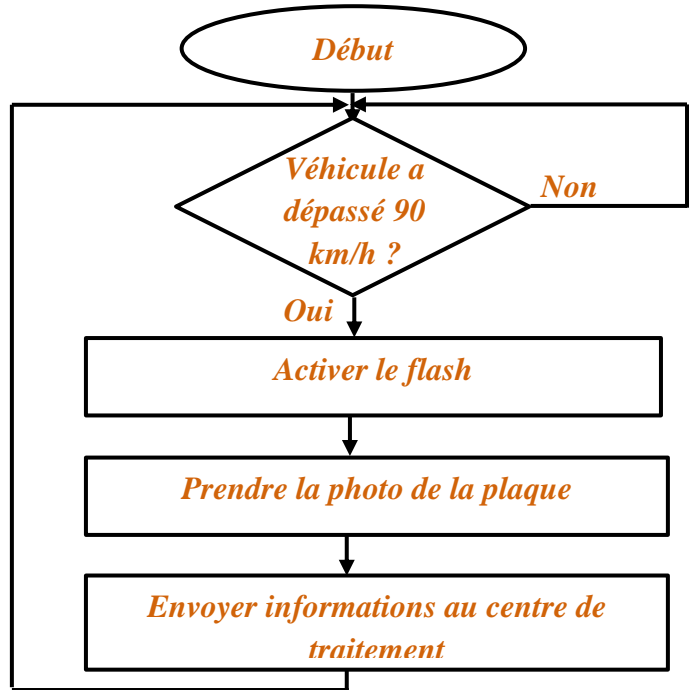 Début
Véhicule a
dépassé 90
km/h ?
Non
Oui
Activer le flash
Prendre la photo de la plaque
Envoyer informations au centre de
traitement